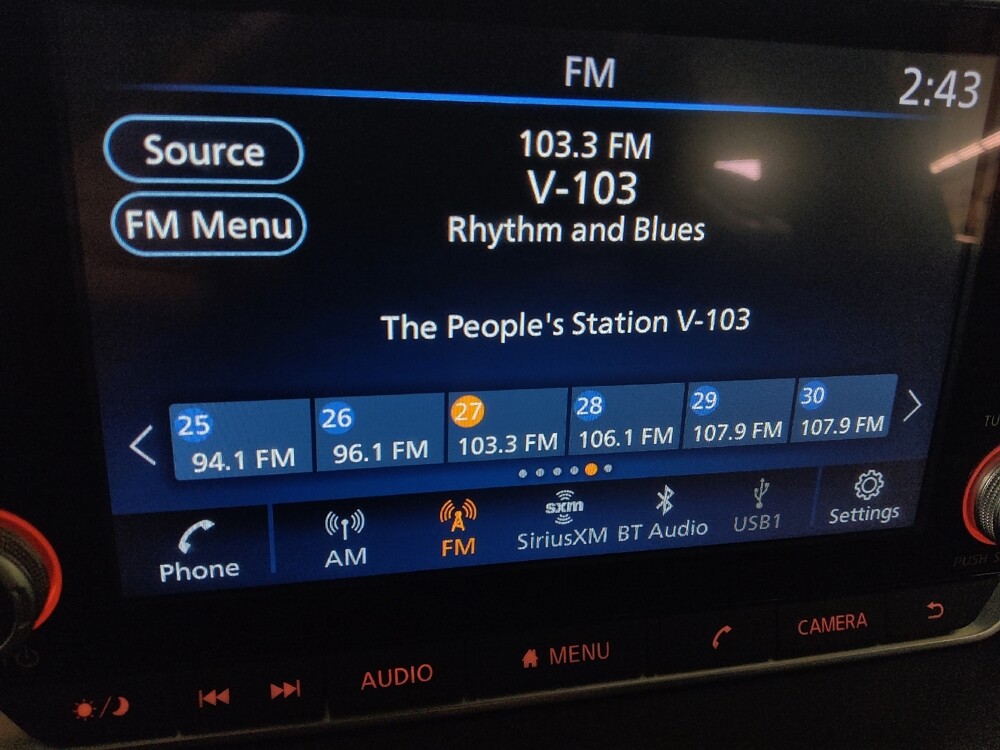 FM
2:43
Source
103.3 FM
V-103
FM Menu
Rhythm and Blues
The People's Station V-103
25
94.1 FM
26
96.1 FM
27
103.3 FM
28
106.1 FM
29
107.9 FM
30
107.9 FM
Phone
AM
FM
sxm
SiriusXM
BT Audio
USB1
Settings
AUDIO
MENU
CAMERA
TU
PUSH